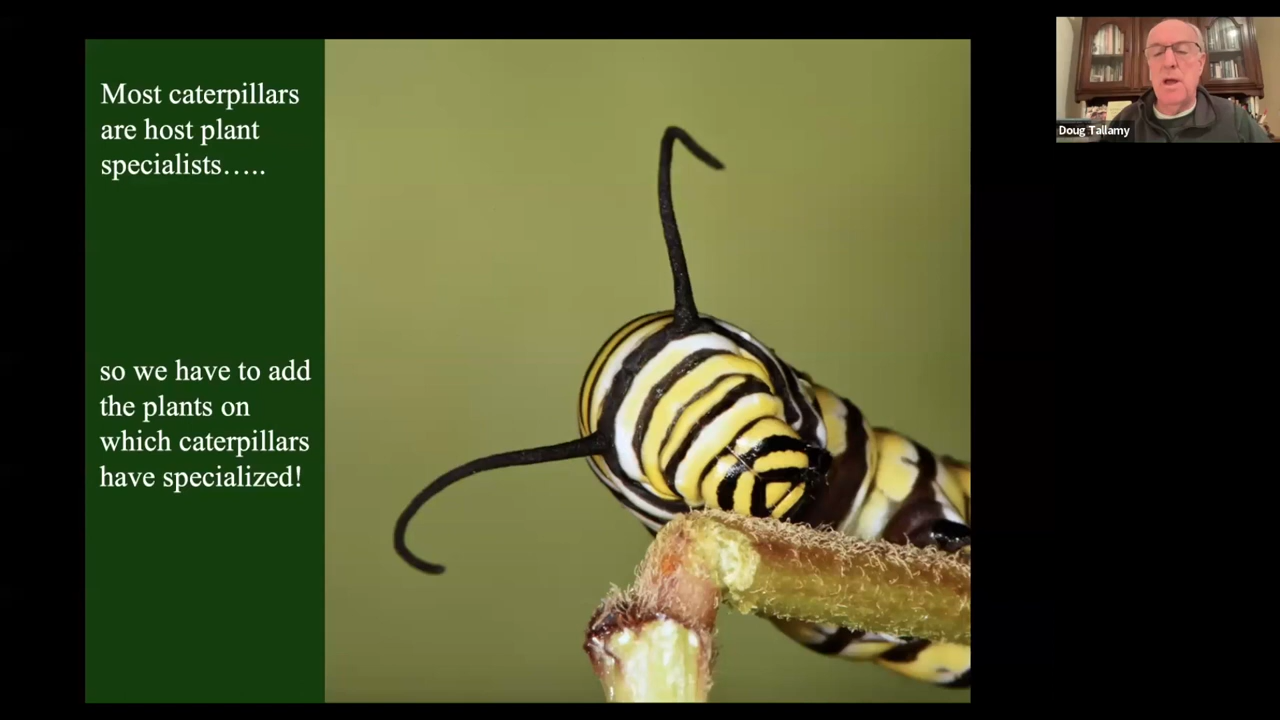 Most caterpillars
are host plant
specialists…..
so we have to add
the plants on
which caterpillars
have specialized!
Doug Tallamy